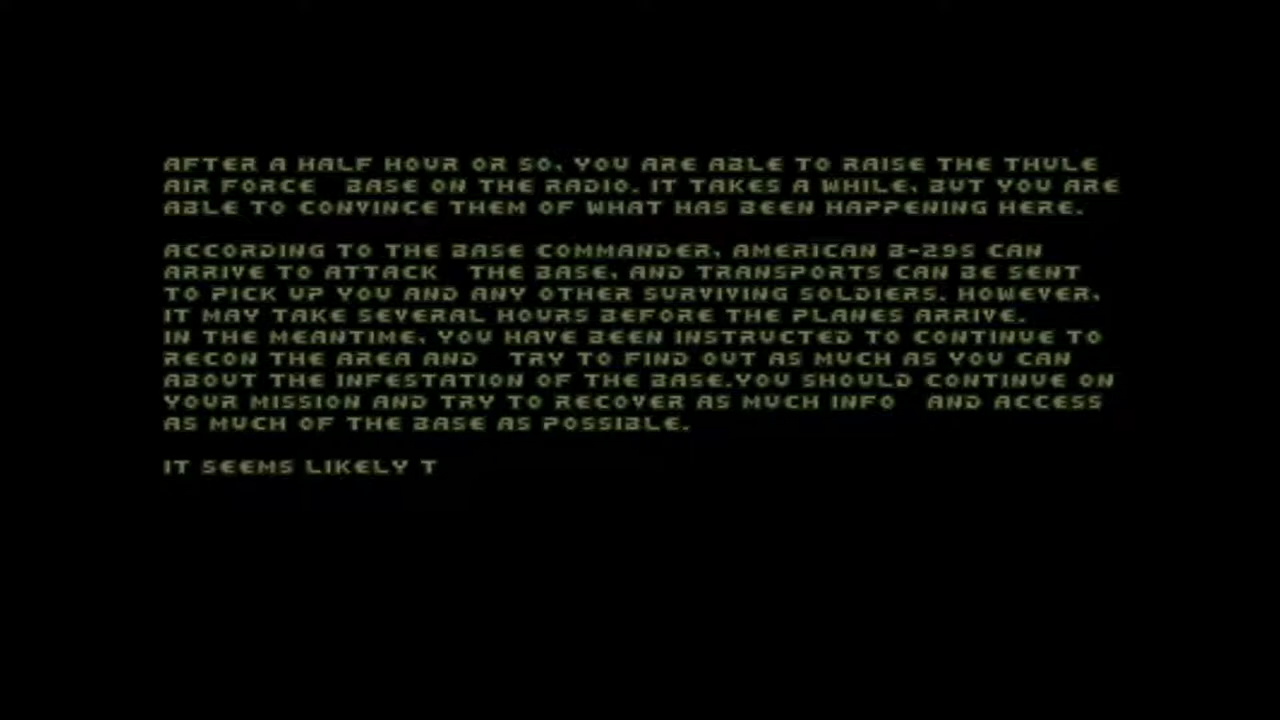 AFTER A HALF HOUR OR SO, YOU ARE ABLE TO RAISE THE THULE
AIR FORCE  BASE ON THE RADIO. IT TAKES A WHILE, BUT YOU ARE
ABLE TO CONVINCE THEM OF WHAT HAS BEEN HAPPENING HERE.
ACCORDING TO THE BASE COMMANDER, AMERICAN B-29S CAN
ARRIVE TO ATTACK  THE BASE, AND TRANSPORTS CAN BE SENT
TO PICK UP YOU AND ANY OTHER SURVIVING SOLDIERS. HOWEVER,
IT MAY TAKE SEVERAL HOURS BEFORE THE PLANES ARRIVE.
IN THE MEANTIME, YOU HAVE BEEN INSTRUCTED TO CONTINUE TO
RECON THE AREA AND  TRY TO FIND OUT AS MUCH AS YOU CAN
ABOUT THE INFESTATION OF THE BASE.YOU SHOULD CONTINUE ON
YOUR MISSION AND TRY TO RECOVER AS MUCH INFO  AND ACCESS
AS MUCH OF THE BASE AS POSSIBLE.
IT SEEMS LIKELY T